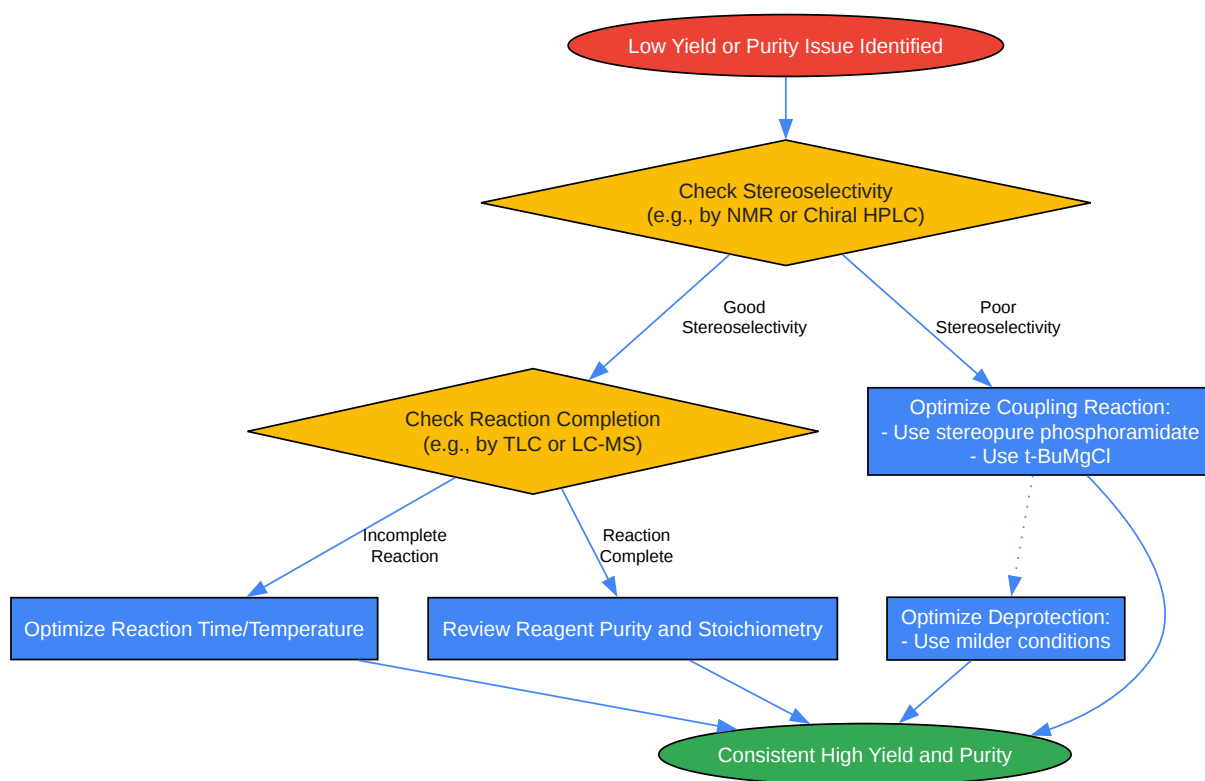 Low Yield or Purity Issue Identified
Check Stereoselectivity
(e.g., by NMR or Chiral HPLC)
Good
Stereoselectivity
Poor
Stereoselectivity
Check Reaction Completion
(e.g., by TLC or LC-MS)
Optimize Coupling Reaction:
- Use stereopure phosphoramidate
- Use t-BuMgCl
Incomplete
Reaction
Reaction
Complete
Optimize Reaction Time/Temperature
Review Reagent Purity and Stoichiometry
Optimize Deprotection:
- Use milder conditions
Consistent High Yield and Purity